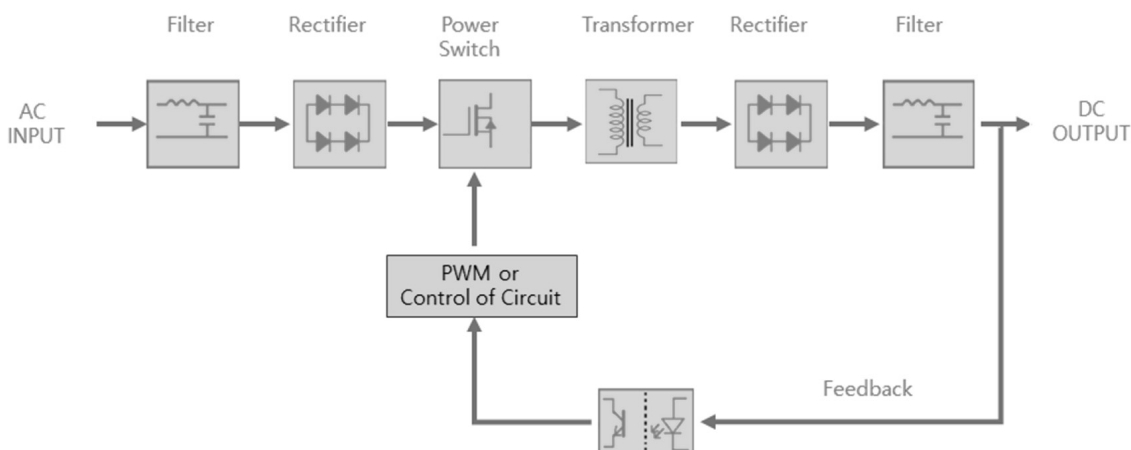 Filter
Rectifier
Power
Switch
Transformer
Rectifier
Filter
AC
INPUT
DC
OUTPUT
PWM or
Control of Circuit
Feedback